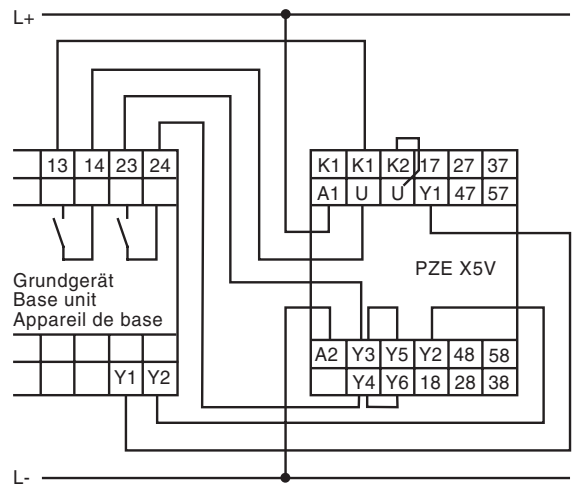 L+
13 14 23 24
K1 K1 K2 17 27 37
A1 U U Y1 47 57
Grundgerät
Base unit
Appareil de base
PZE X5V
A2 Y3 Y5 Y2 48 58
Y1 Y2
Y4 Y6 18 28 38
L-